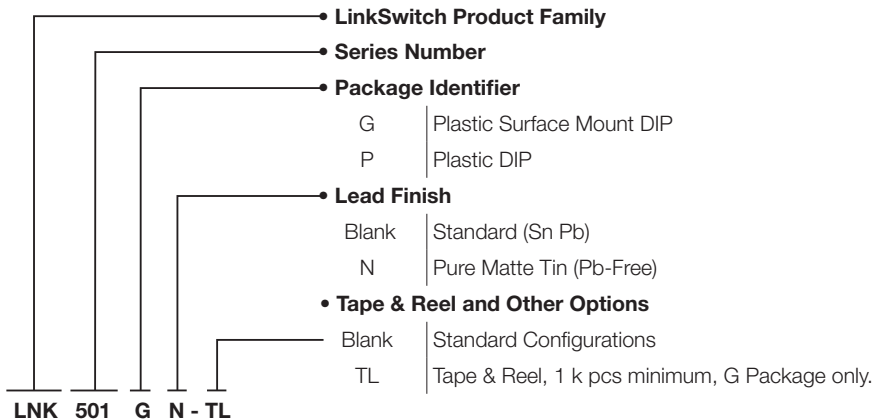 • LinkSwitch Product Family
• Series Number
• Package Identifier
G Plastic Surface Mount DIP
P Plastic DIP
• Lead Finish
Blank Standard (Sn Pb)
N Pure Matte Tin (Pb-Free)
• Tape & Reel and Other Options
Blank Standard Configurations
TL Tape & Reel, 1 k pcs minimum, G Package only.
LNK 501 G N - TL